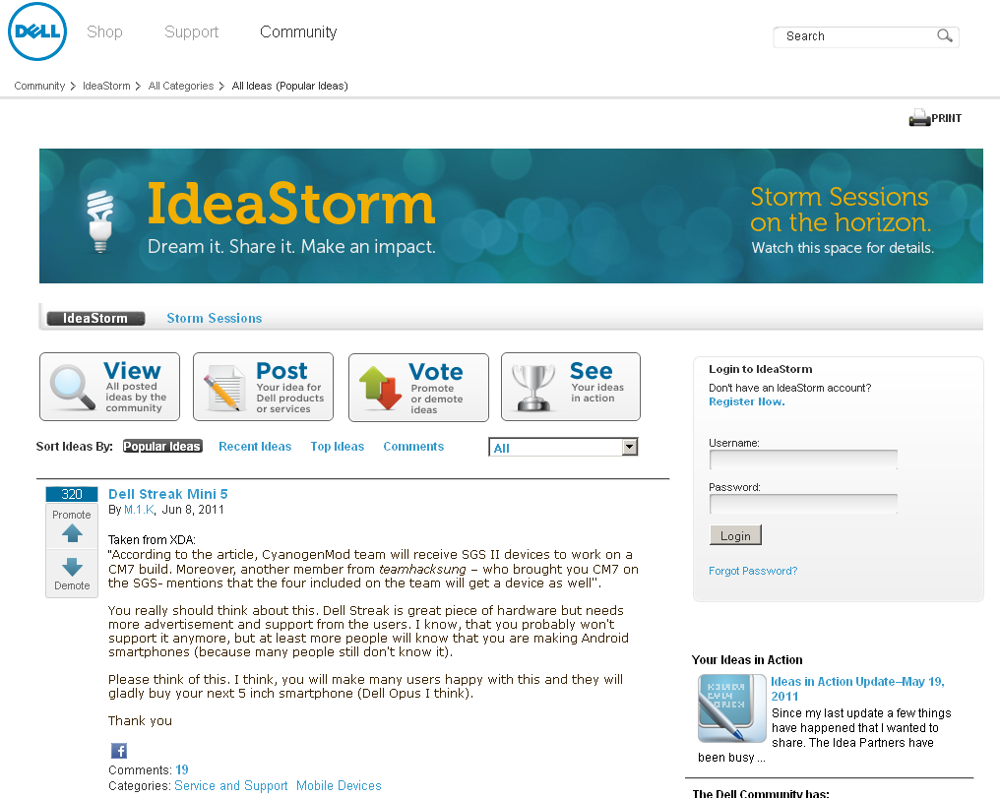 DELL
Shop Support Community
Search
Community > IdeaStorm > All Categories > All Ideas (Popular Ideas)
PRINT
IdeaStorm
Dream it. Share it. Make an impact.
Storm Sessions
on the horizon.
Watch this space for details.
IdeaStorm Storm Sessions
View
All posted
ideas by the
community
Post
Your idea for
Dell products
or services
Vote
Promote
or demote
ideas
See
Your ideas
in action
Sort Ideas By: Popular Ideas Recent Ideas Top Ideas Comments All
320
Promote
Demote
Dell Streak Mini 5
By M.1.K, Jun 8, 2011
Taken from XDA:
"According to the article, CyanogenMod team will receive SGS II devices to work on a
CM7 build. Moreover, another member from teamhacksung – who brought you CM7 on
the SGS- mentions that the four included on the team will get a device as well".
You really should think about this. Dell Streak is great piece of hardware but needs
more advertisement and support from the users. I know, that you probably won't
support it anymore, but at least more people will know that you are making Android
smartphones (because many people still don't know it).
Please think of this. I think, you will make many users happy with this and they will
gladly buy your next 5 inch smartphone (Dell Opus I think).
Thank you
f
Comments: 19
Categories: Service and Support Mobile Devices
Login to IdeaStorm
Don't have an IdeaStorm account?
Register Now.
Username:
Password:
Login
Forgot Password?
Your Ideas in Action
Ideas in Action Update–May 19,
2011
Since my last update a few things
have happened that I wanted to
share. The Idea Partners have
been busy ...
The Dell Community has: